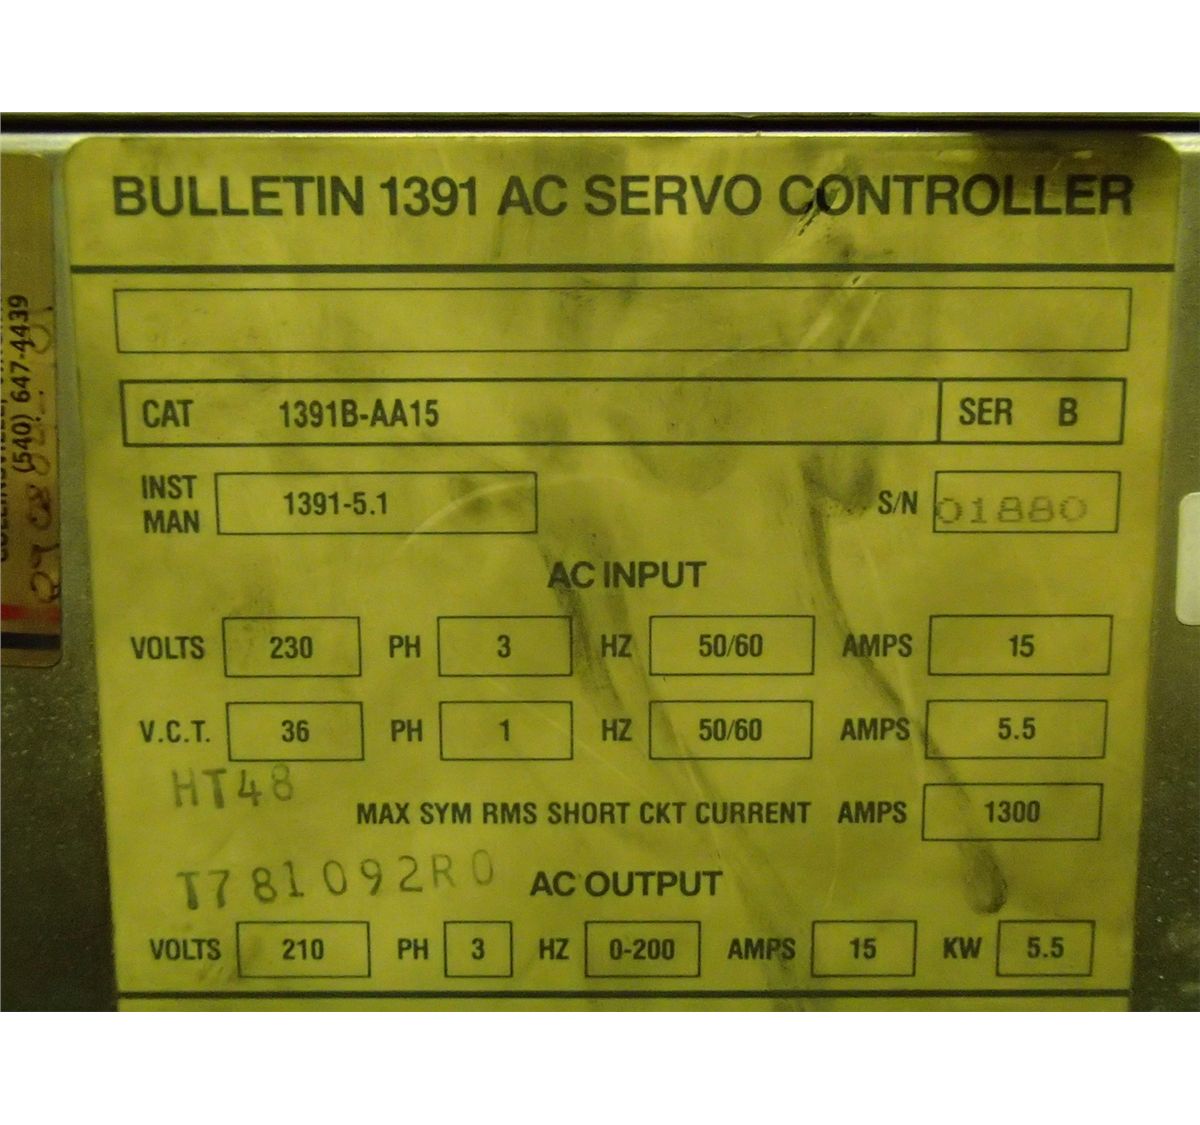 BULLETIN 1391 AC SERVO CONTROLLER
CAT 1391B-AA15 SER B
INST MAN 1391-5.1 S/N 01880
AC INPUT
VOLTS 230 PH 3 HZ 50/60 AMPS 15
V.C.T. 36 PH 1 HZ 50/60 AMPS 5.5
HT48
MAX SYM RMS SHORT CKT CURRENT AMPS 1300
T781092R0
AC OUTPUT
VOLTS 210 PH 3 HZ 0-200 AMPS 15 KW 5.5
(540) 647-4439